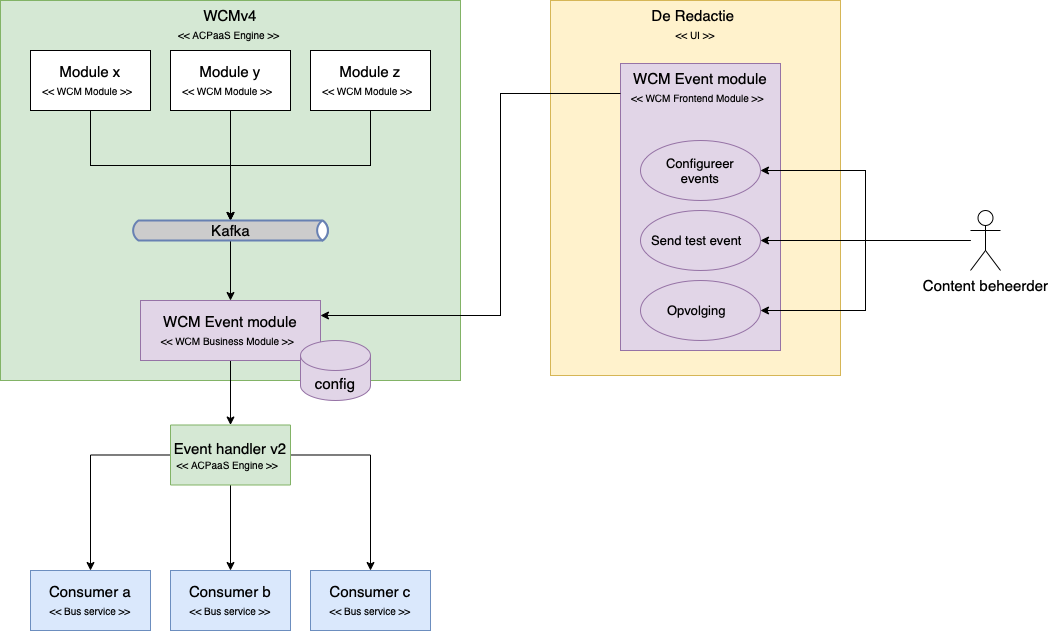 WCMv4
<< ACPaaS Engine >>
Module x
<< WCM Module >>
Module y
<< WCM Module >>
Module z
<< WCM Module >>
Kafka
WCM Event module
<< WCM Business Module >>
config
Event handler v2
<< ACPaaS Engine >>
Consumer a
<< Bus service >>
Consumer b
<< Bus service >>
Consumer c
<< Bus service >>
De Redactie
<< UI >>
WCM Event module
<< WCM Frontend Module >>
Configureer
events
Send test event
Opvolging
Content beheerder